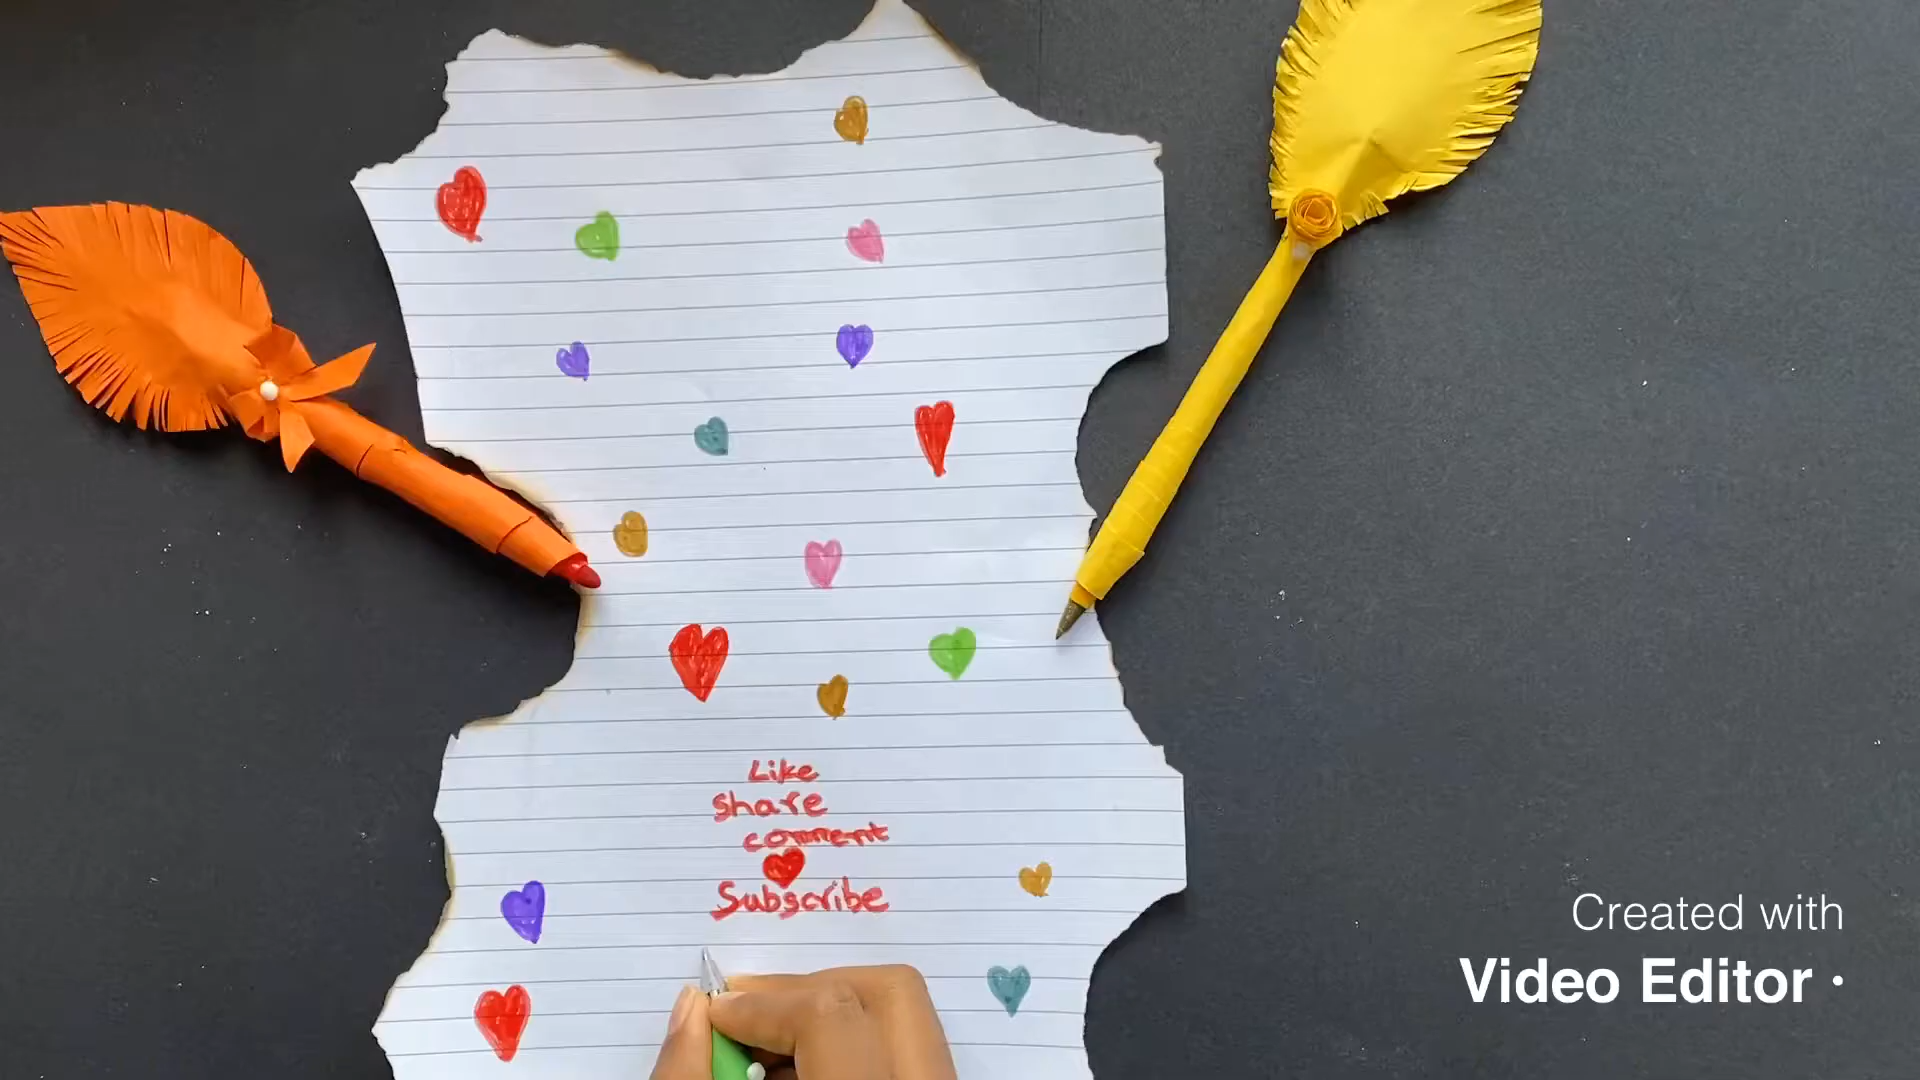 Like
share
comment
Subscribe
Created with
Video Editor ·